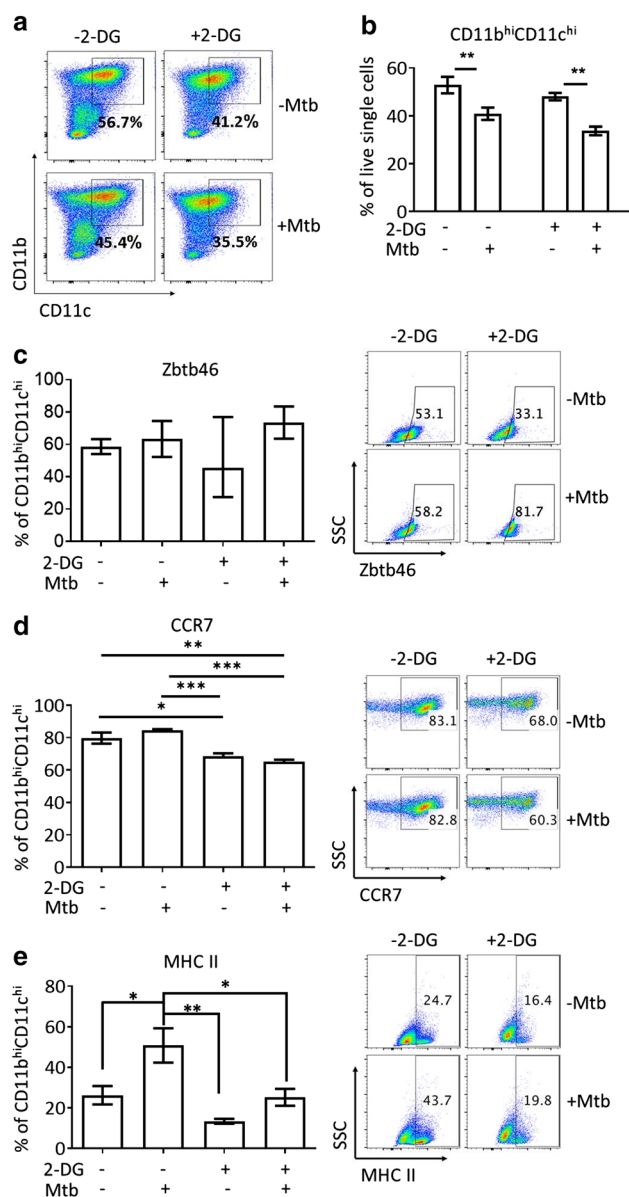 a
-2-DG +2-DG
56.7% 41.2%
-Mtb
45.4% 35.5%
+Mtb
CD11b
CD11c
b
CD11bhiCD11chi
** **
% of live single cells
60
40
20
0
2-DG - - + +
Mtb - + - +
c
Zbtb46
% of CD11bhiCD11chi
100
80
60
40
20
0
2-DG - - + +
Mtb - + - +
-2-DG +2-DG
53.1 33.1
-Mtb
58.2 81.7
+Mtb
SSC
Zbtb46
d
CCR7
**
***
***
*
% of CD11bhiCD11chi
100
80
60
40
20
0
2-DG - - + +
Mtb - + - +
-2-DG +2-DG
83.1 68.0
-Mtb
82.8 60.3
+Mtb
SSC
CCR7
e
MHC II
* ** *
% of CD11bhiCD11chi
80
60
40
20
0
2-DG - - + +
Mtb - + - +
-2-DG +2-DG
24.7 16.4
-Mtb
43.7 19.8
+Mtb
SSC
MHC II